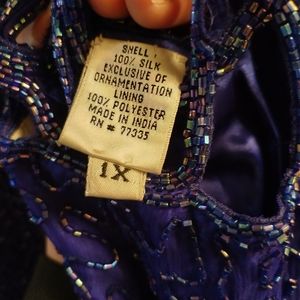 SHELL:
100% SILK
EXCLUSIVE OF
ORNAMENTATION
LINING
100% POLYESTER
MADE IN INDIA
RN # 77335
1X